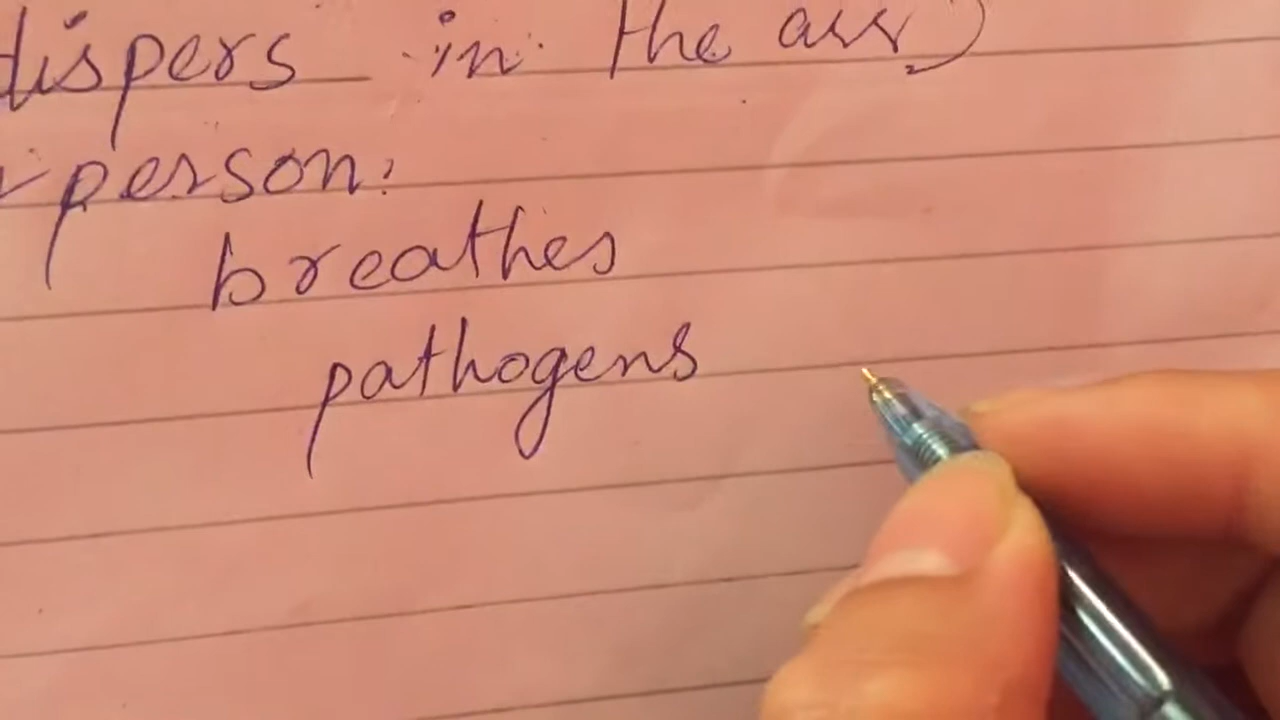 dispers in the air)
person:
breathes
pathogens